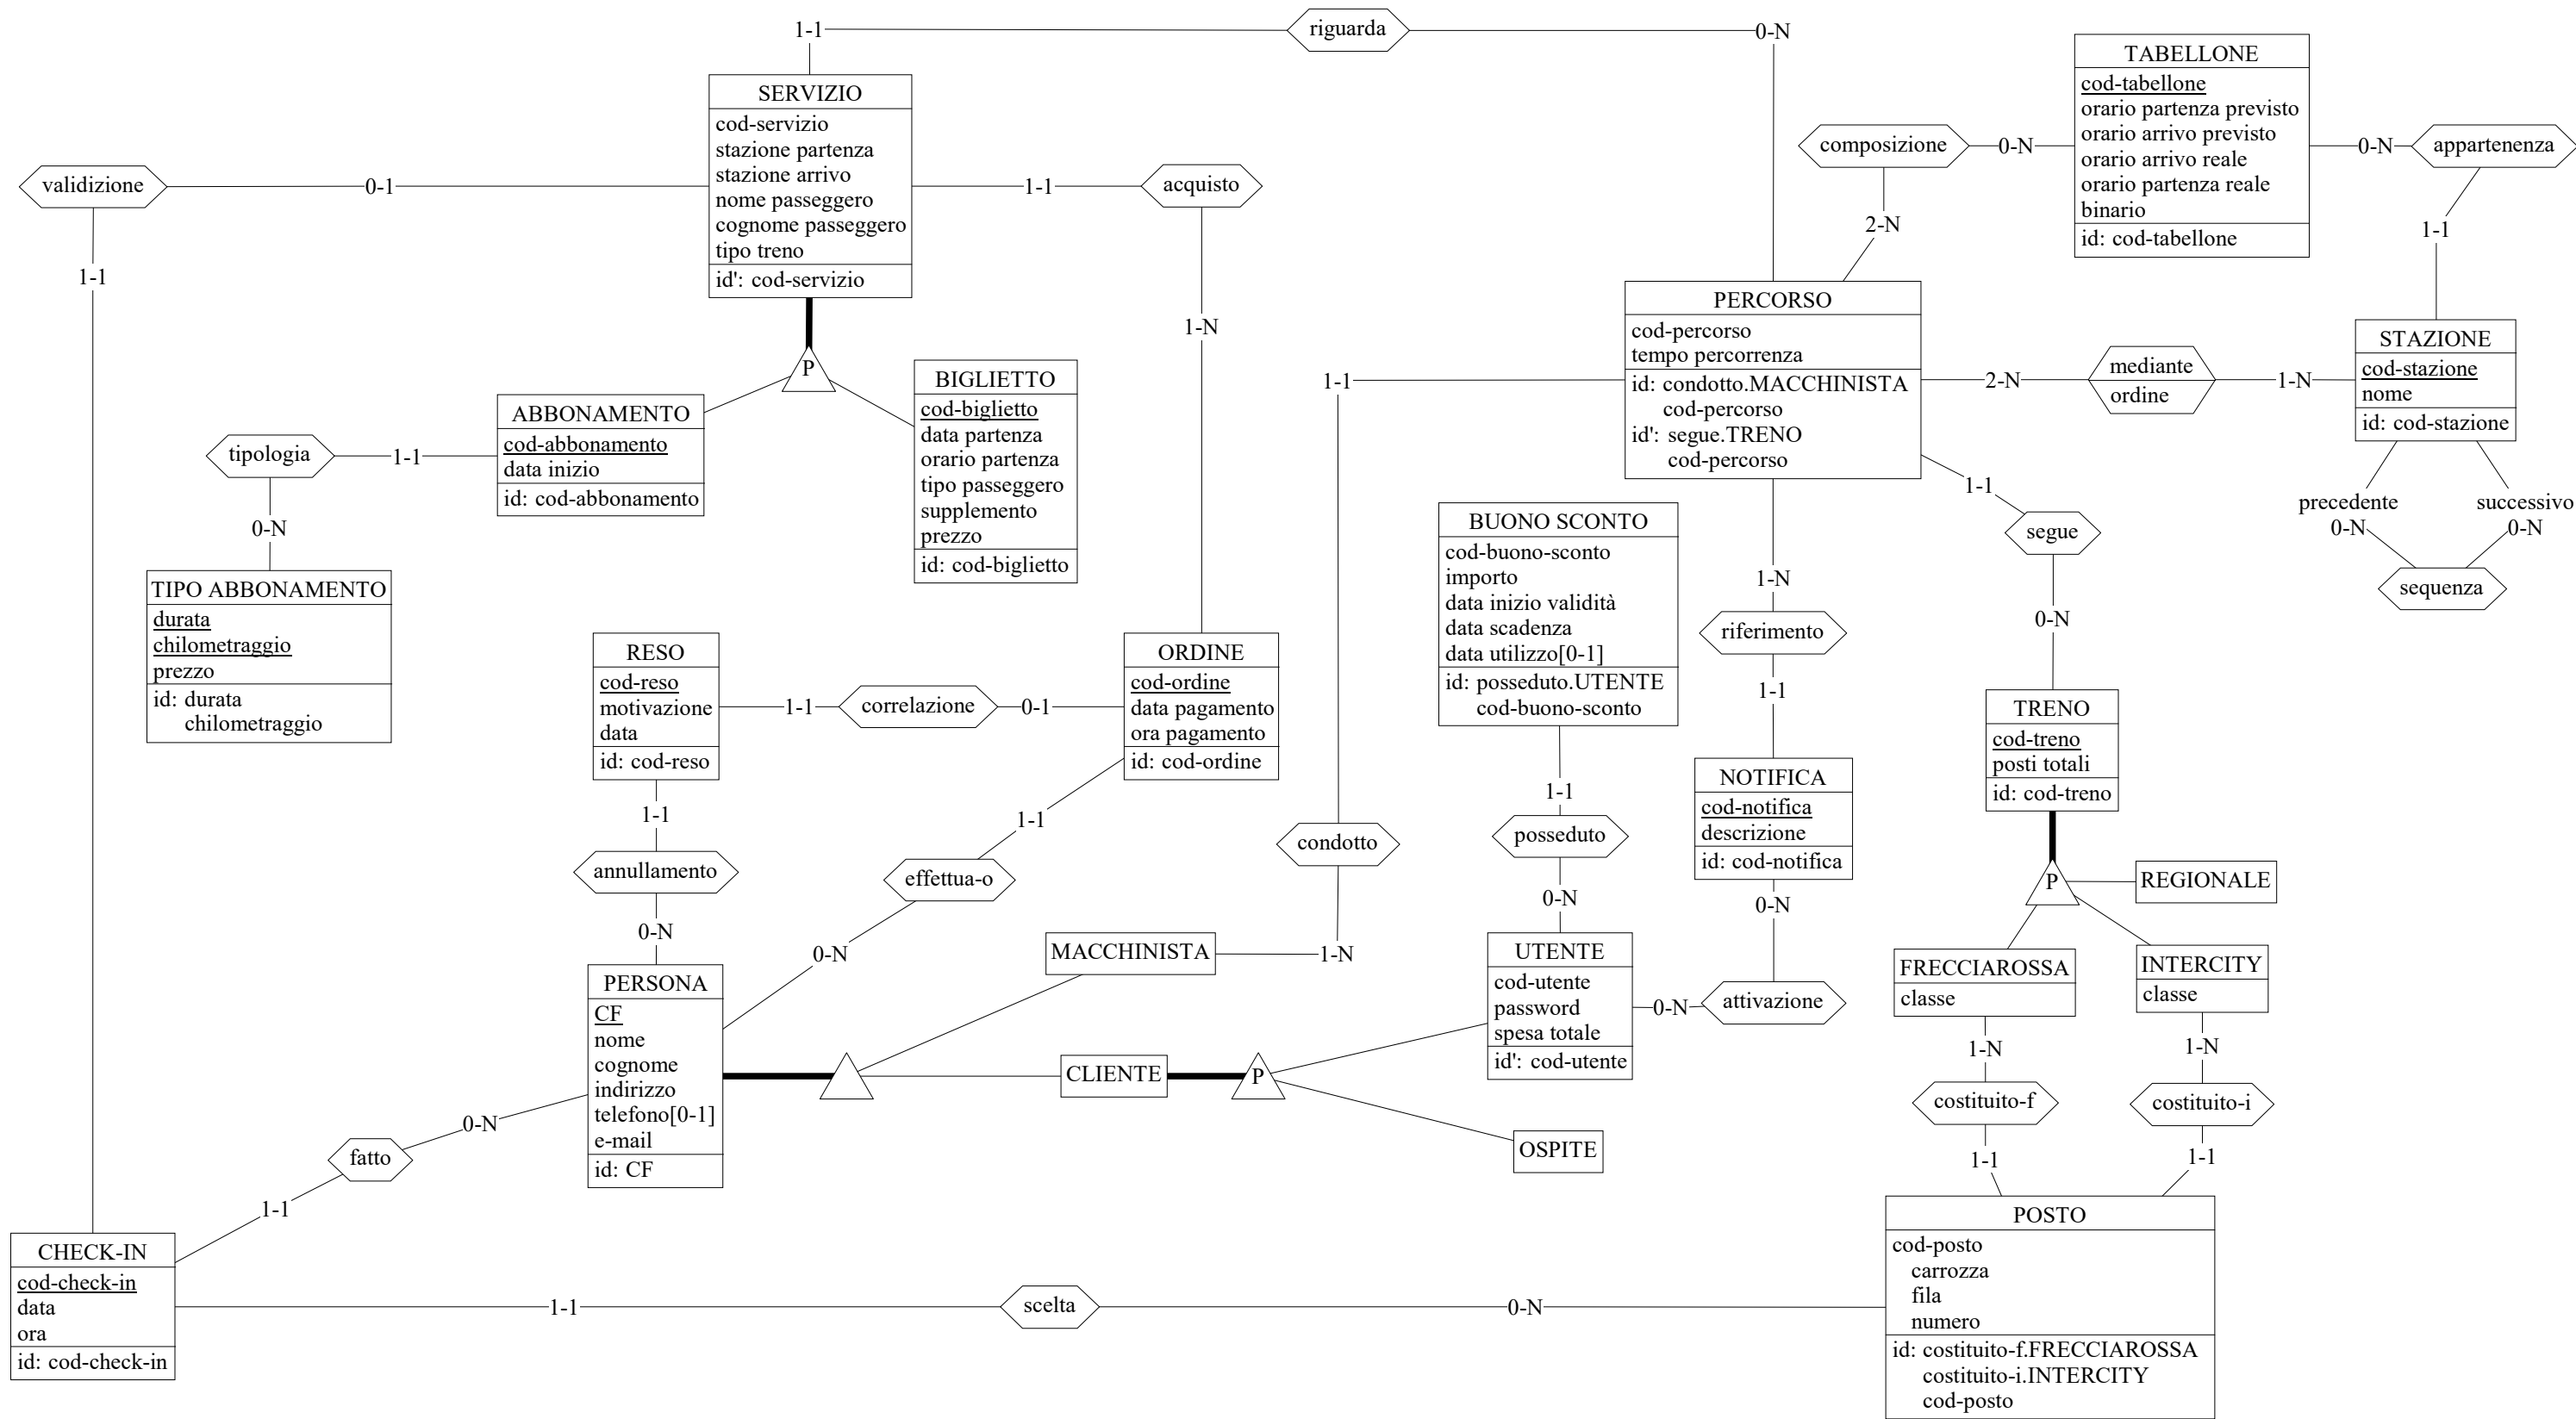 riguarda
1-1
0-N
TABELLONE
cod-tabellone
orario partenza previsto
orario arrivo previsto
orario arrivo reale
orario partenza reale
binario
id: cod-tabellone
SERVIZIO
cod-servizio
stazione partenza
stazione arrivo
nome passeggero
cognome passeggero
tipo treno
id': cod-servizio
composizione
0-N
0-N
appartenenza
validizione
0-1
1-1
acquisto
2-N
1-1
1-1
1-N
PERCORSO
cod-percorso
tempo percorrenza
id: condotto.MACCHINISTA
cod-percorso
id': segue.TRENO
cod-percorso
STAZIONE
cod-stazione
nome
id: cod-stazione
P
BIGLIETTO
cod-biglietto
data partenza
orario partenza
tipo passeggero
supplemento
prezzo
id: cod-biglietto
1-1
2-N
mediante
ordine
1-N
ABBONAMENTO
cod-abbonamento
data inizio
id: cod-abbonamento
tipologia
1-1
0-N
1-1
precedente
0-N
successivo
0-N
BUONO SCONTO
cod-buono-sconto
importo
data inizio validità
data scadenza
data utilizzo[0-1]
id: posseduto.UTENTE
cod-buono-sconto
segue
TIPO ABBONAMENTO
durata
chilometraggio
prezzo
id: durata
chilometraggio
1-N
sequenza
0-N
riferimento
RESO
cod-reso
motivazione
data
id: cod-reso
ORDINE
cod-ordine
data pagamento
ora pagamento
id: cod-ordine
1-1
correlazione
0-1
1-1
TRENO
cod-treno
posti totali
id: cod-treno
NOTIFICA
cod-notifica
descrizione
id: cod-notifica
1-1
1-1
1-1
posseduto
condotto
annullamento
effettua-o
P
REGIONALE
0-N
0-N
0-N
0-N
MACCHINISTA
1-N
UTENTE
cod-utente
password
spesa totale
id': cod-utente
FRECCIAROSSA
classe
INTERCITY
classe
PERSONA
CF
nome
cognome
indirizzo
telefono[0-1]
e-mail
id: CF
0-N
attivazione
1-N
1-N
CLIENTE
P
costituito-f
costituito-i
0-N
OSPITE
fatto
1-1
1-1
1-1
POSTO
cod-posto
carrozza
fila
numero
id: costituito-f.FRECCIAROSSA
costituito-i.INTERCITY
cod-posto
CHECK-IN
cod-check-in
data
ora
id: cod-check-in
1-1
scelta
0-N